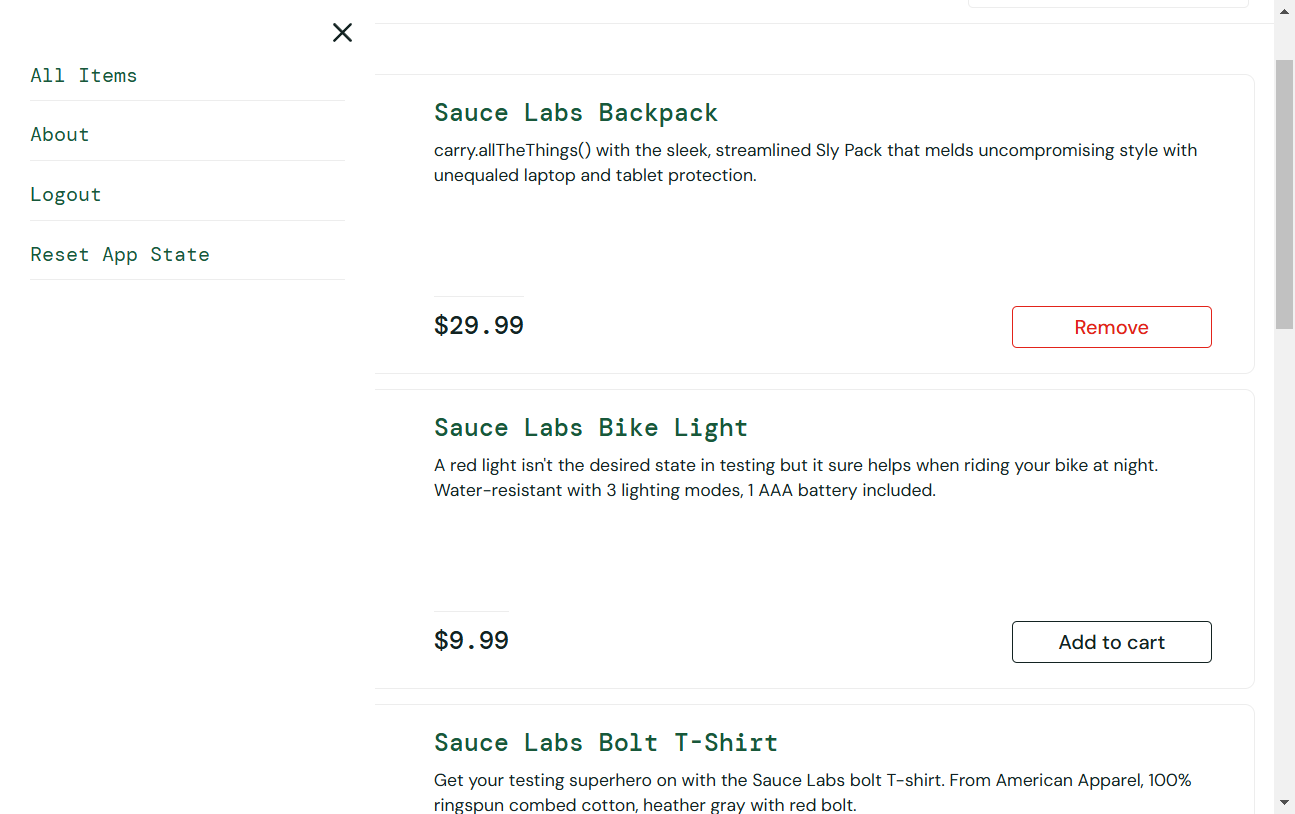 All Items
About
Logout
Reset App State
Sauce Labs Backpack
carry.allTheThings() with the sleek, streamlined Sly Pack that melds uncompromising style with
unequaled laptop and tablet protection.
$29.99
Remove
Sauce Labs Bike Light
A red light isn't the desired state in testing but it sure helps when riding your bike at night.
Water-resistant with 3 lighting modes, 1 AAA battery included.
$9.99
Add to cart
Sauce Labs Bolt T-Shirt
Get your testing superhero on with the Sauce Labs bolt T-shirt. From American Apparel, 100%
ringspun combed cotton, heather gray with red bolt.